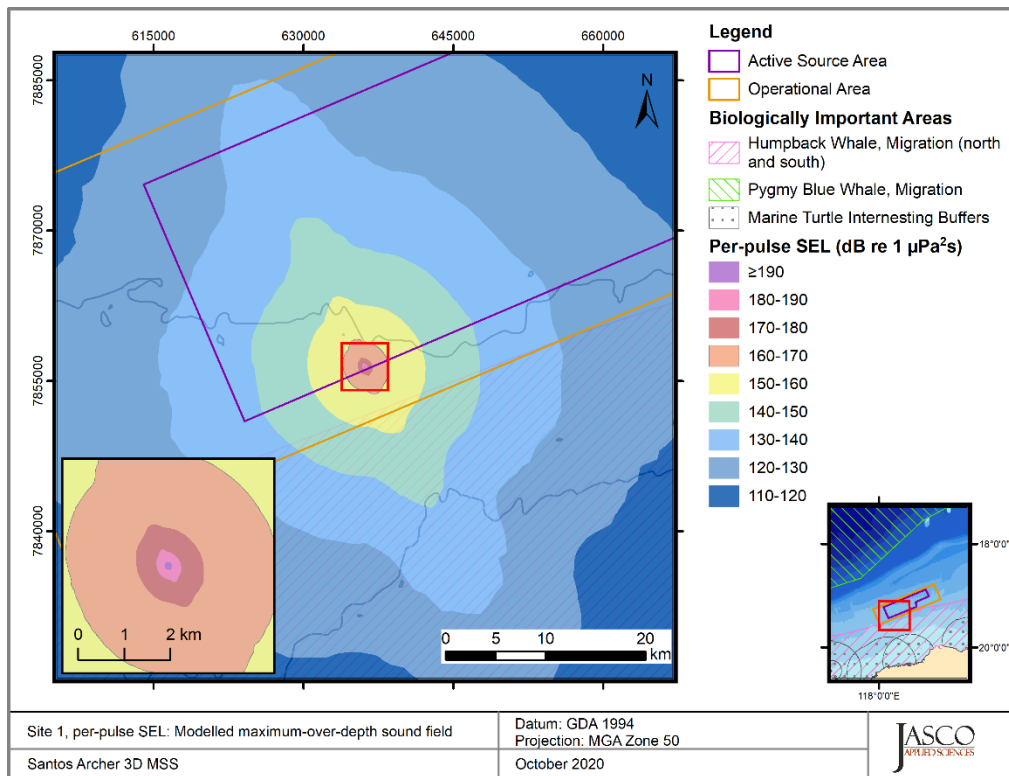 615000 630000 645000 660000
7885000
7870000
7855000
7840000
N
0 1 2 km
0 5 10 20
km
Legend
Active Source Area
Operational Area
Biologically Important Areas
Humpback Whale, Migration (north
and south)
Pygmy Blue Whale, Migration
Marine Turtle Internesting Buffers
Per-pulse SEL (dB re 1 µPa²s)
≥190
180-190
170-180
160-170
150-160
140-150
130-140
120-130
110-120
18°0'0"
20°0'0"
118°0'0"E
Site 1, per-pulse SEL: Modelled maximum-over-depth sound field
Datum: GDA 1994
Projection: MGA Zone 50
Santos Archer 3D MSS
October 2020
JASCO
APPLIED SCIENCES